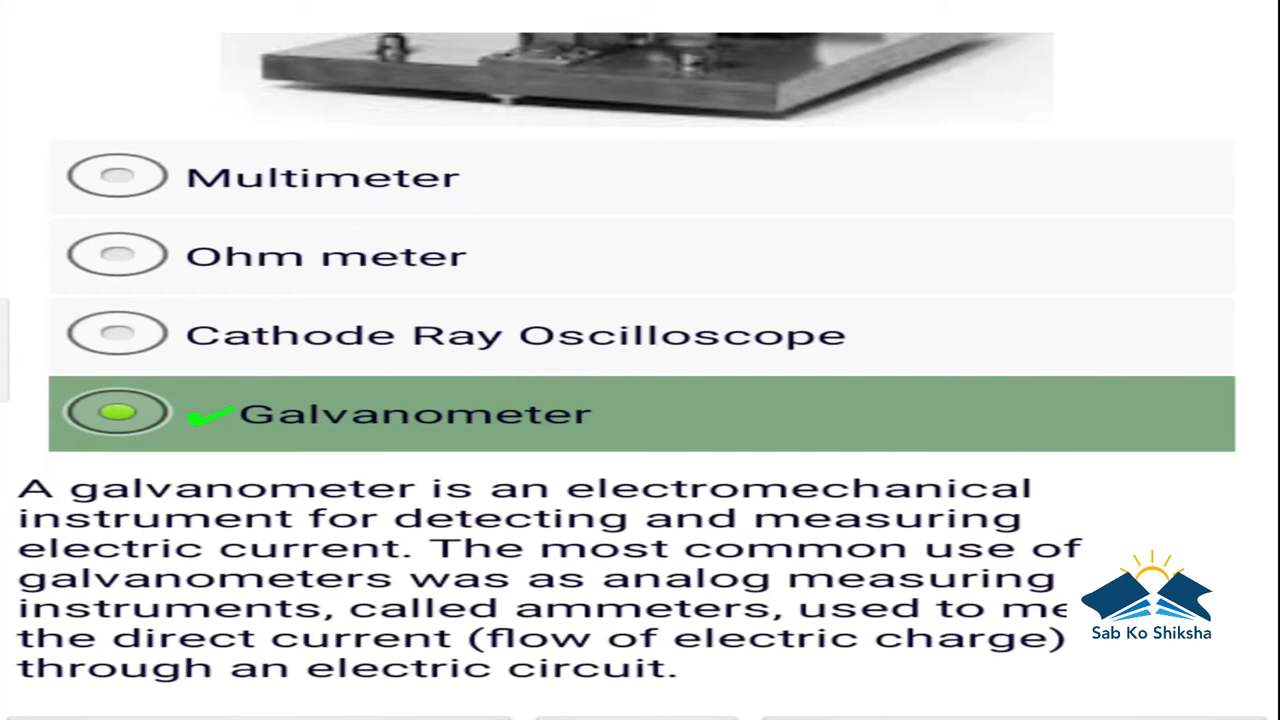 Multimeter
Ohm meter
Cathode Ray Oscilloscope
✔Galvanometer
A galvanometer is an electromechanical
instrument for detecting and measuring
electric current. The most common use of
galvanometers was as analog measuring
instruments, called ammeters, used to
the direct current (flow of electric charge)
through an electric circuit.
Sab Ko Shiksha